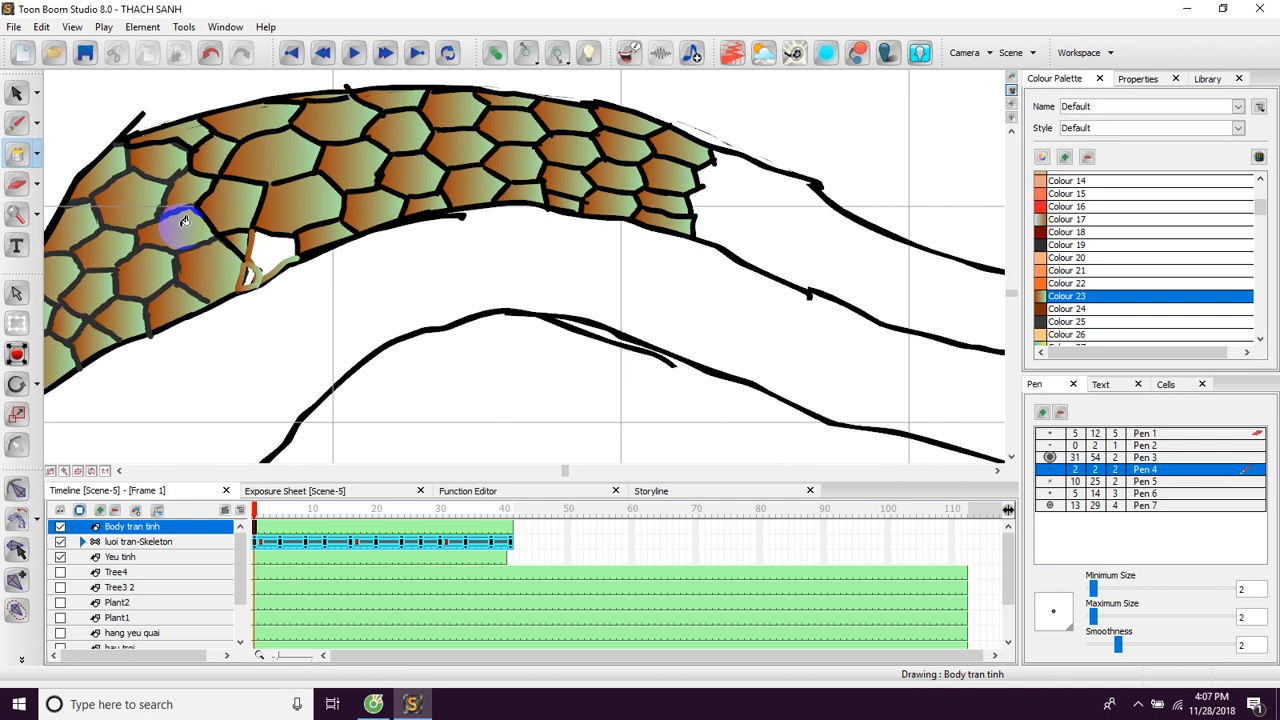 Toon Boom Studio 8.0 - THACH SANH
File Edit View Play Element Tools Window Help
Camera Scene Workspace
Colour Palette Properties Library
Name Default
Style Default
Colour 14
Colour 15
Colour 16
Colour 17
Colour 18
Colour 19
Colour 20
Colour 21
Colour 22
Colour 23
Colour 24
Colour 25
Colour 26
Pen Text Cells
5 12 5 Pen 1
0 2 1 Pen 2
31 54 2 Pen 3
2 2 2 Pen 4
10 25 2 Pen 5
5 14 3 Pen 6
13 29 4 Pen 7
Minimum Size
2
Maximum Size
2
Smoothness
2
Timeline [Scene-5] - [Frame 1] Exposure Sheet [Scene-5] Function Editor Storyline
10 20 30 40 50 60 70 80 90 100 110
Body tran tinh
luoi tran-Skeleton
Yeu tinh
Tree4
Tree3 2
Plant2
Plant1
hang yeu quai
Drawing : Body tran tinh
Type here to search
4:07 PM
11/28/2018
1